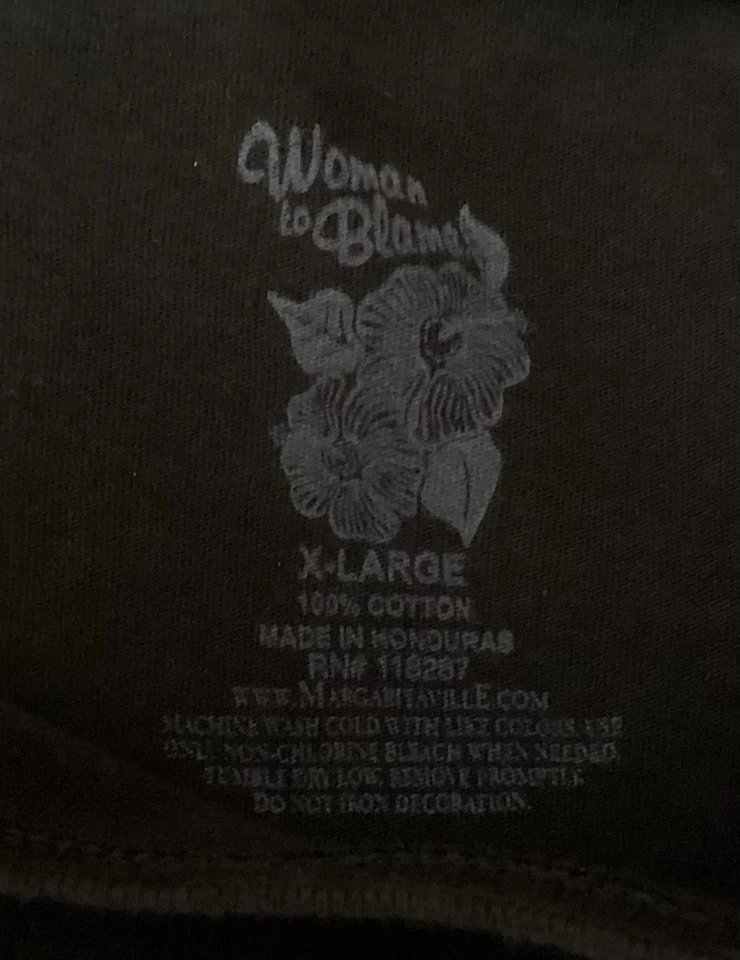 Woman
to Blame
X-LARGE
100% COTTON
MADE IN HONDURAS
RN# 118287
WWW.MARGARITAVILLE.COM
MACHINE WASH COLD WITH LIKE COLORS. USE
ONLY NON-CHLORINE BLEACH WHEN NEEDED.
TUMBLE DRY LOW. REMOVE PROMPTLY.
DO NOT IRON DECORATION.